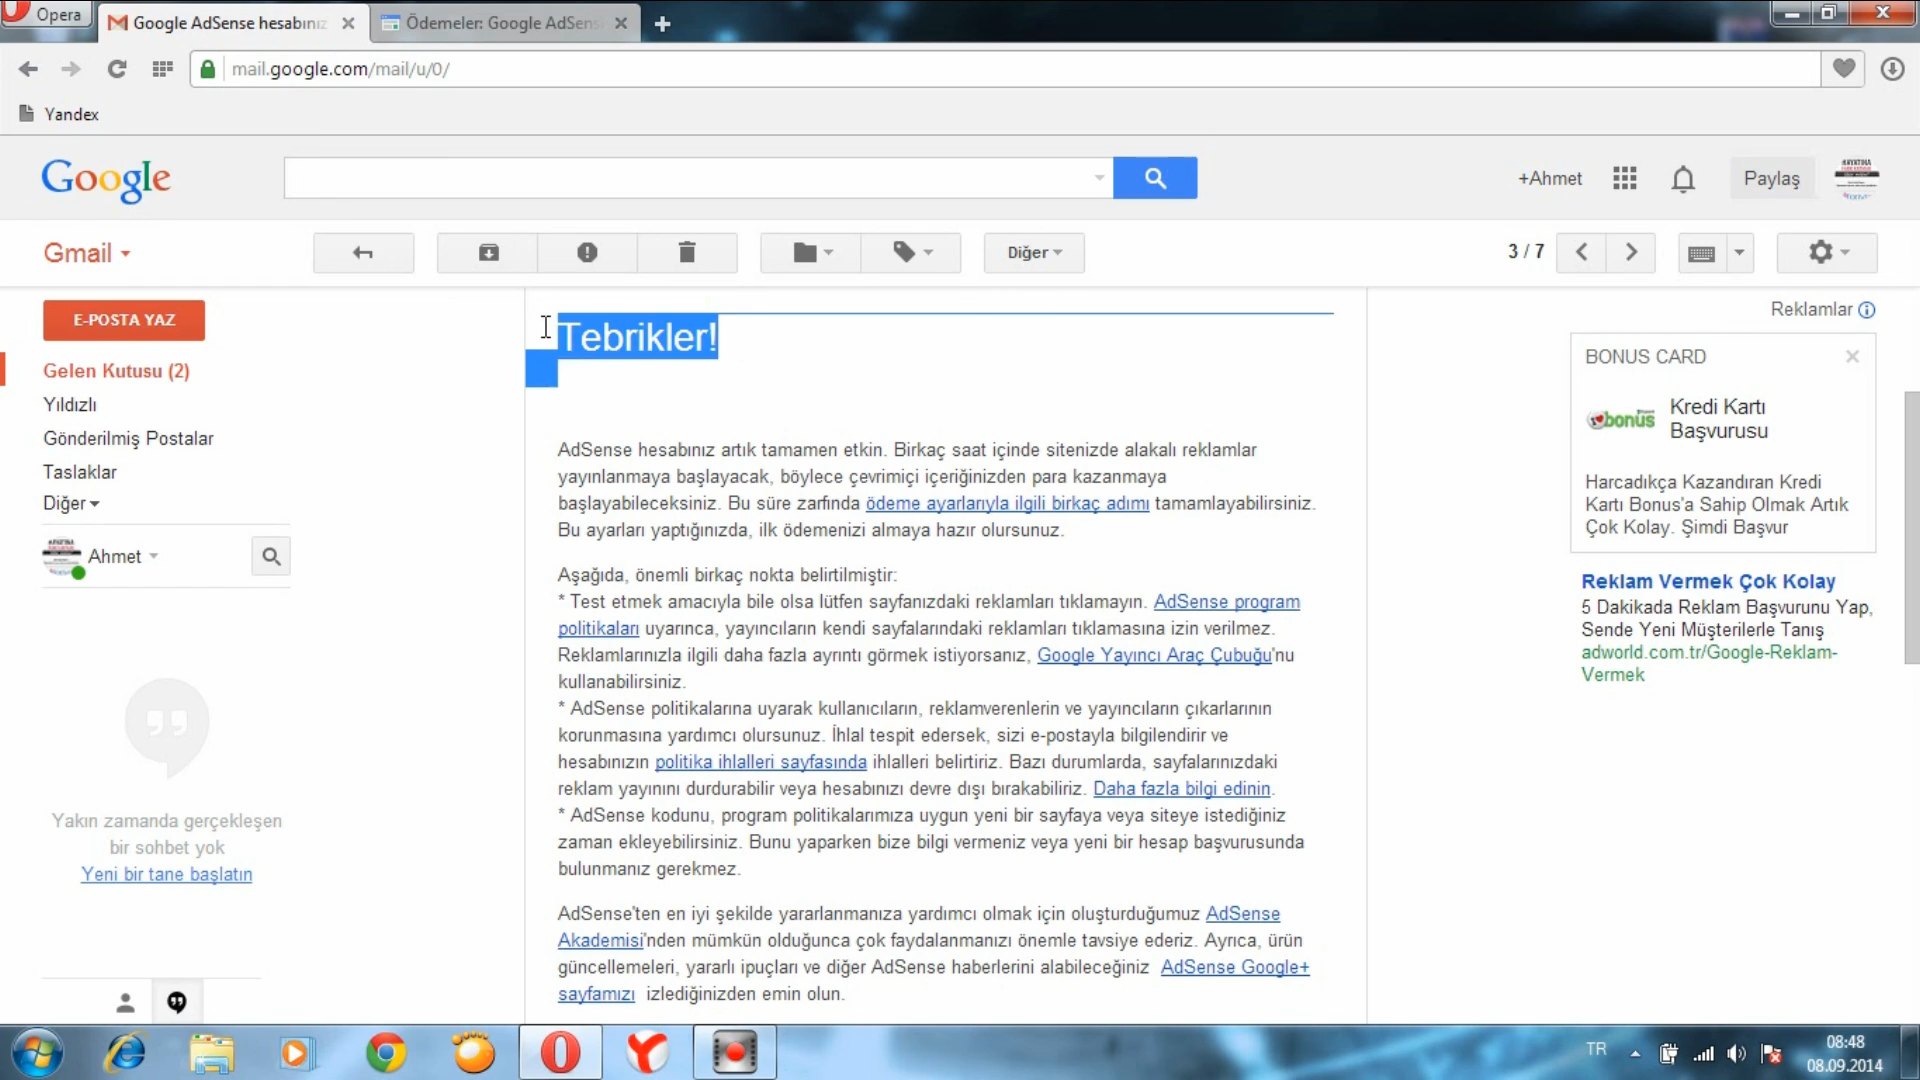 Opera
Google AdSense hesabınız
Ödemeler: Google AdSens
mail.google.com/mail/u/0/
Yandex
Google
+Ahmet
Paylaş
Gmail
Diğer
3 / 7
E-POSTA YAZ
Gelen Kutusu (2)
Yıldızlı
Gönderilmiş Postalar
Taslaklar
Diğer
Ahmet
Yakın zamanda gerçekleşen
bir sohbet yok
Yeni bir tane başlatın
Tebrikler!
AdSense hesabınız artık tamamen etkin. Birkaç saat içinde sitenizde alakalı reklamlar
yayınlanmaya başlayacak, böylece çevrimiçi içeriğinizden para kazanmaya
başlayabileceksiniz. Bu süre zarfında ödeme ayarlarıyla ilgili birkaç adımı tamamlayabilirsiniz.
Bu ayarları yaptığınızda, ilk ödemenizi almaya hazır olursunuz.
Aşağıda, önemli birkaç nokta belirtilmiştir:
* Test etmek amacıyla bile olsa lütfen sayfanızdaki reklamları tıklamayın. AdSense program
politikaları uyarınca, yayıncıların kendi sayfalarındaki reklamları tıklamasına izin verilmez.
Reklamlarınızla ilgili daha fazla ayrıntı görmek istiyorsanız, Google Yayıncı Araç Çubuğu'nu
kullanabilirsiniz.
* AdSense politikalarına uyarak kullanıcıların, reklamverenlerin ve yayıncıların çıkarlarının
korunmasına yardımcı olursunuz. İhlal tespit edersek, sizi e-postayla bilgilendirir ve
hesabınızın politika ihlalleri sayfasında ihlalleri belirtiriz. Bazı durumlarda, sayfalarınızdaki
reklam yayınını durdurabilir veya hesabınızı devre dışı bırakabiliriz. Daha fazla bilgi edinin.
* AdSense kodunu, program politikalarımıza uygun yeni bir sayfaya veya siteye istediğiniz
zaman ekleyebilirsiniz. Bunu yaparken bize bilgi vermeniz veya yeni bir hesap başvurusunda
bulunmanız gerekmez.
AdSense'ten en iyi şekilde yararlanmanıza yardımcı olmak için oluşturduğumuz AdSense
Akademisi'nden mümkün olduğunca çok faydalanmanızı önemle tavsiye ederiz. Ayrıca, ürün
güncellemeleri, yararlı ipuçları ve diğer AdSense haberlerini alabileceğiniz AdSense Google+
sayfamızı izlediğinizden emin olun.
Reklamlar
BONUS CARD
bonus
Kredi Kartı
Başvurusu
Harcadıkça Kazandıran Kredi
Kartı Bonus'a Sahip Olmak Artık
Çok Kolay. Şimdi Başvur
Reklam Vermek Çok Kolay
5 Dakikada Reklam Başvurunu Yap,
Sende Yeni Müşterilerle Tanış
adworld.com.tr/Google-Reklam-
Vermek
TR
08:48
08.09.2014